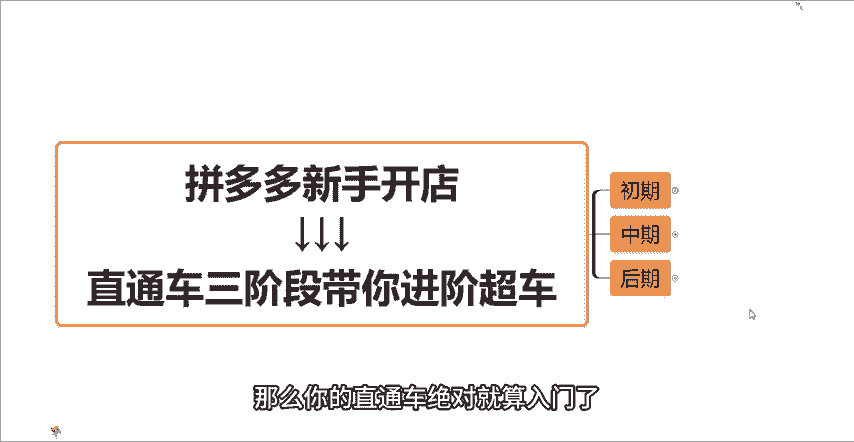 拼多多新手开店
↓↓↓
直通车三阶段带你进阶超车
初期
中期
后期
那么你的直通车绝对就算入门了